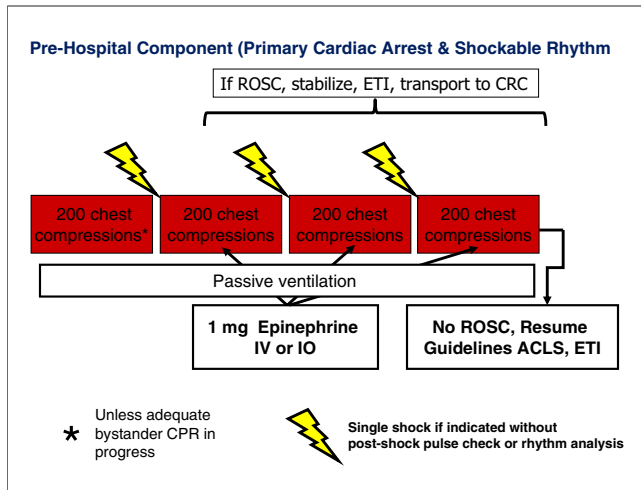 Pre-Hospital Component (Primary Cardiac Arrest & Shockable Rhythm
If ROSC, stabilize, ETI, transport to CRC
200 chest
compressions*
200 chest
compressions
200 chest
compressions
200 chest
compressions
Passive ventilation
1 mg Epinephrine
IV or IO
No ROSC, Resume
Guidelines ACLS, ETI
* Unless adequate
bystander CPR in
progress
Single shock if indicated without
post-shock pulse check or rhythm analysis